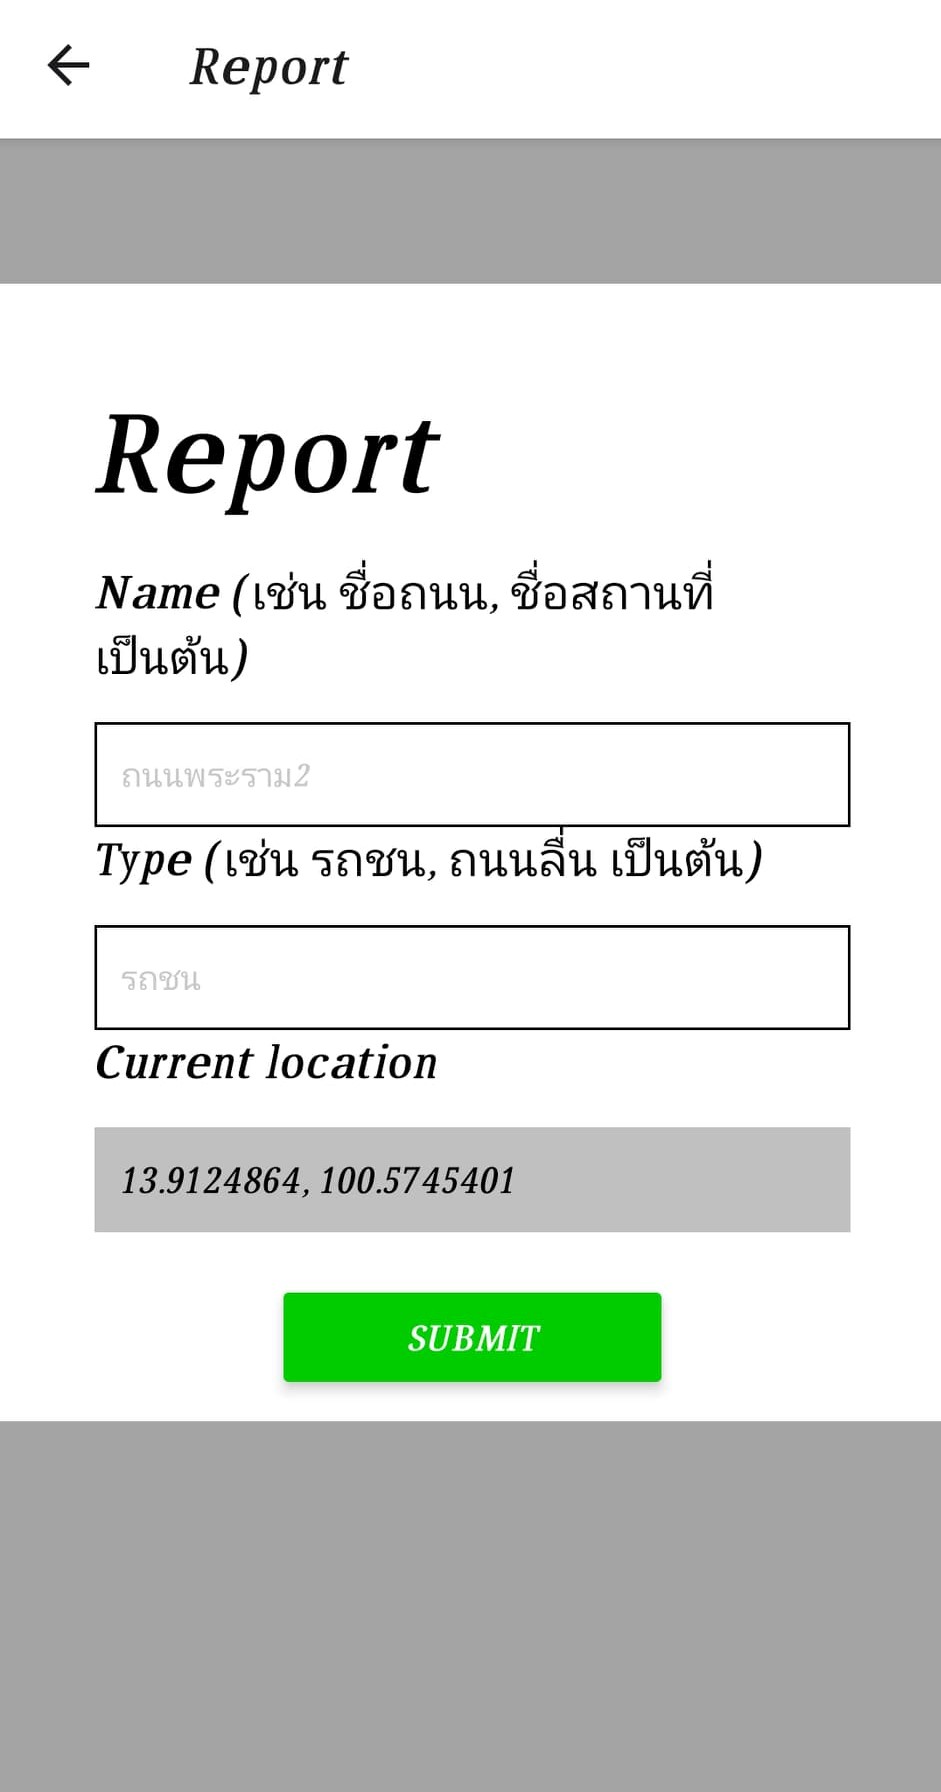 Report
Report
Name (เช่น ชื่อถนน, ชื่อสถานที่
เป็นต้น)
ถนนพระราม2
Type (เช่น รถชน, ถนนลื่น เป็นต้น)
รถชน
Current location
13.9124864, 100.5745401
SUBMIT